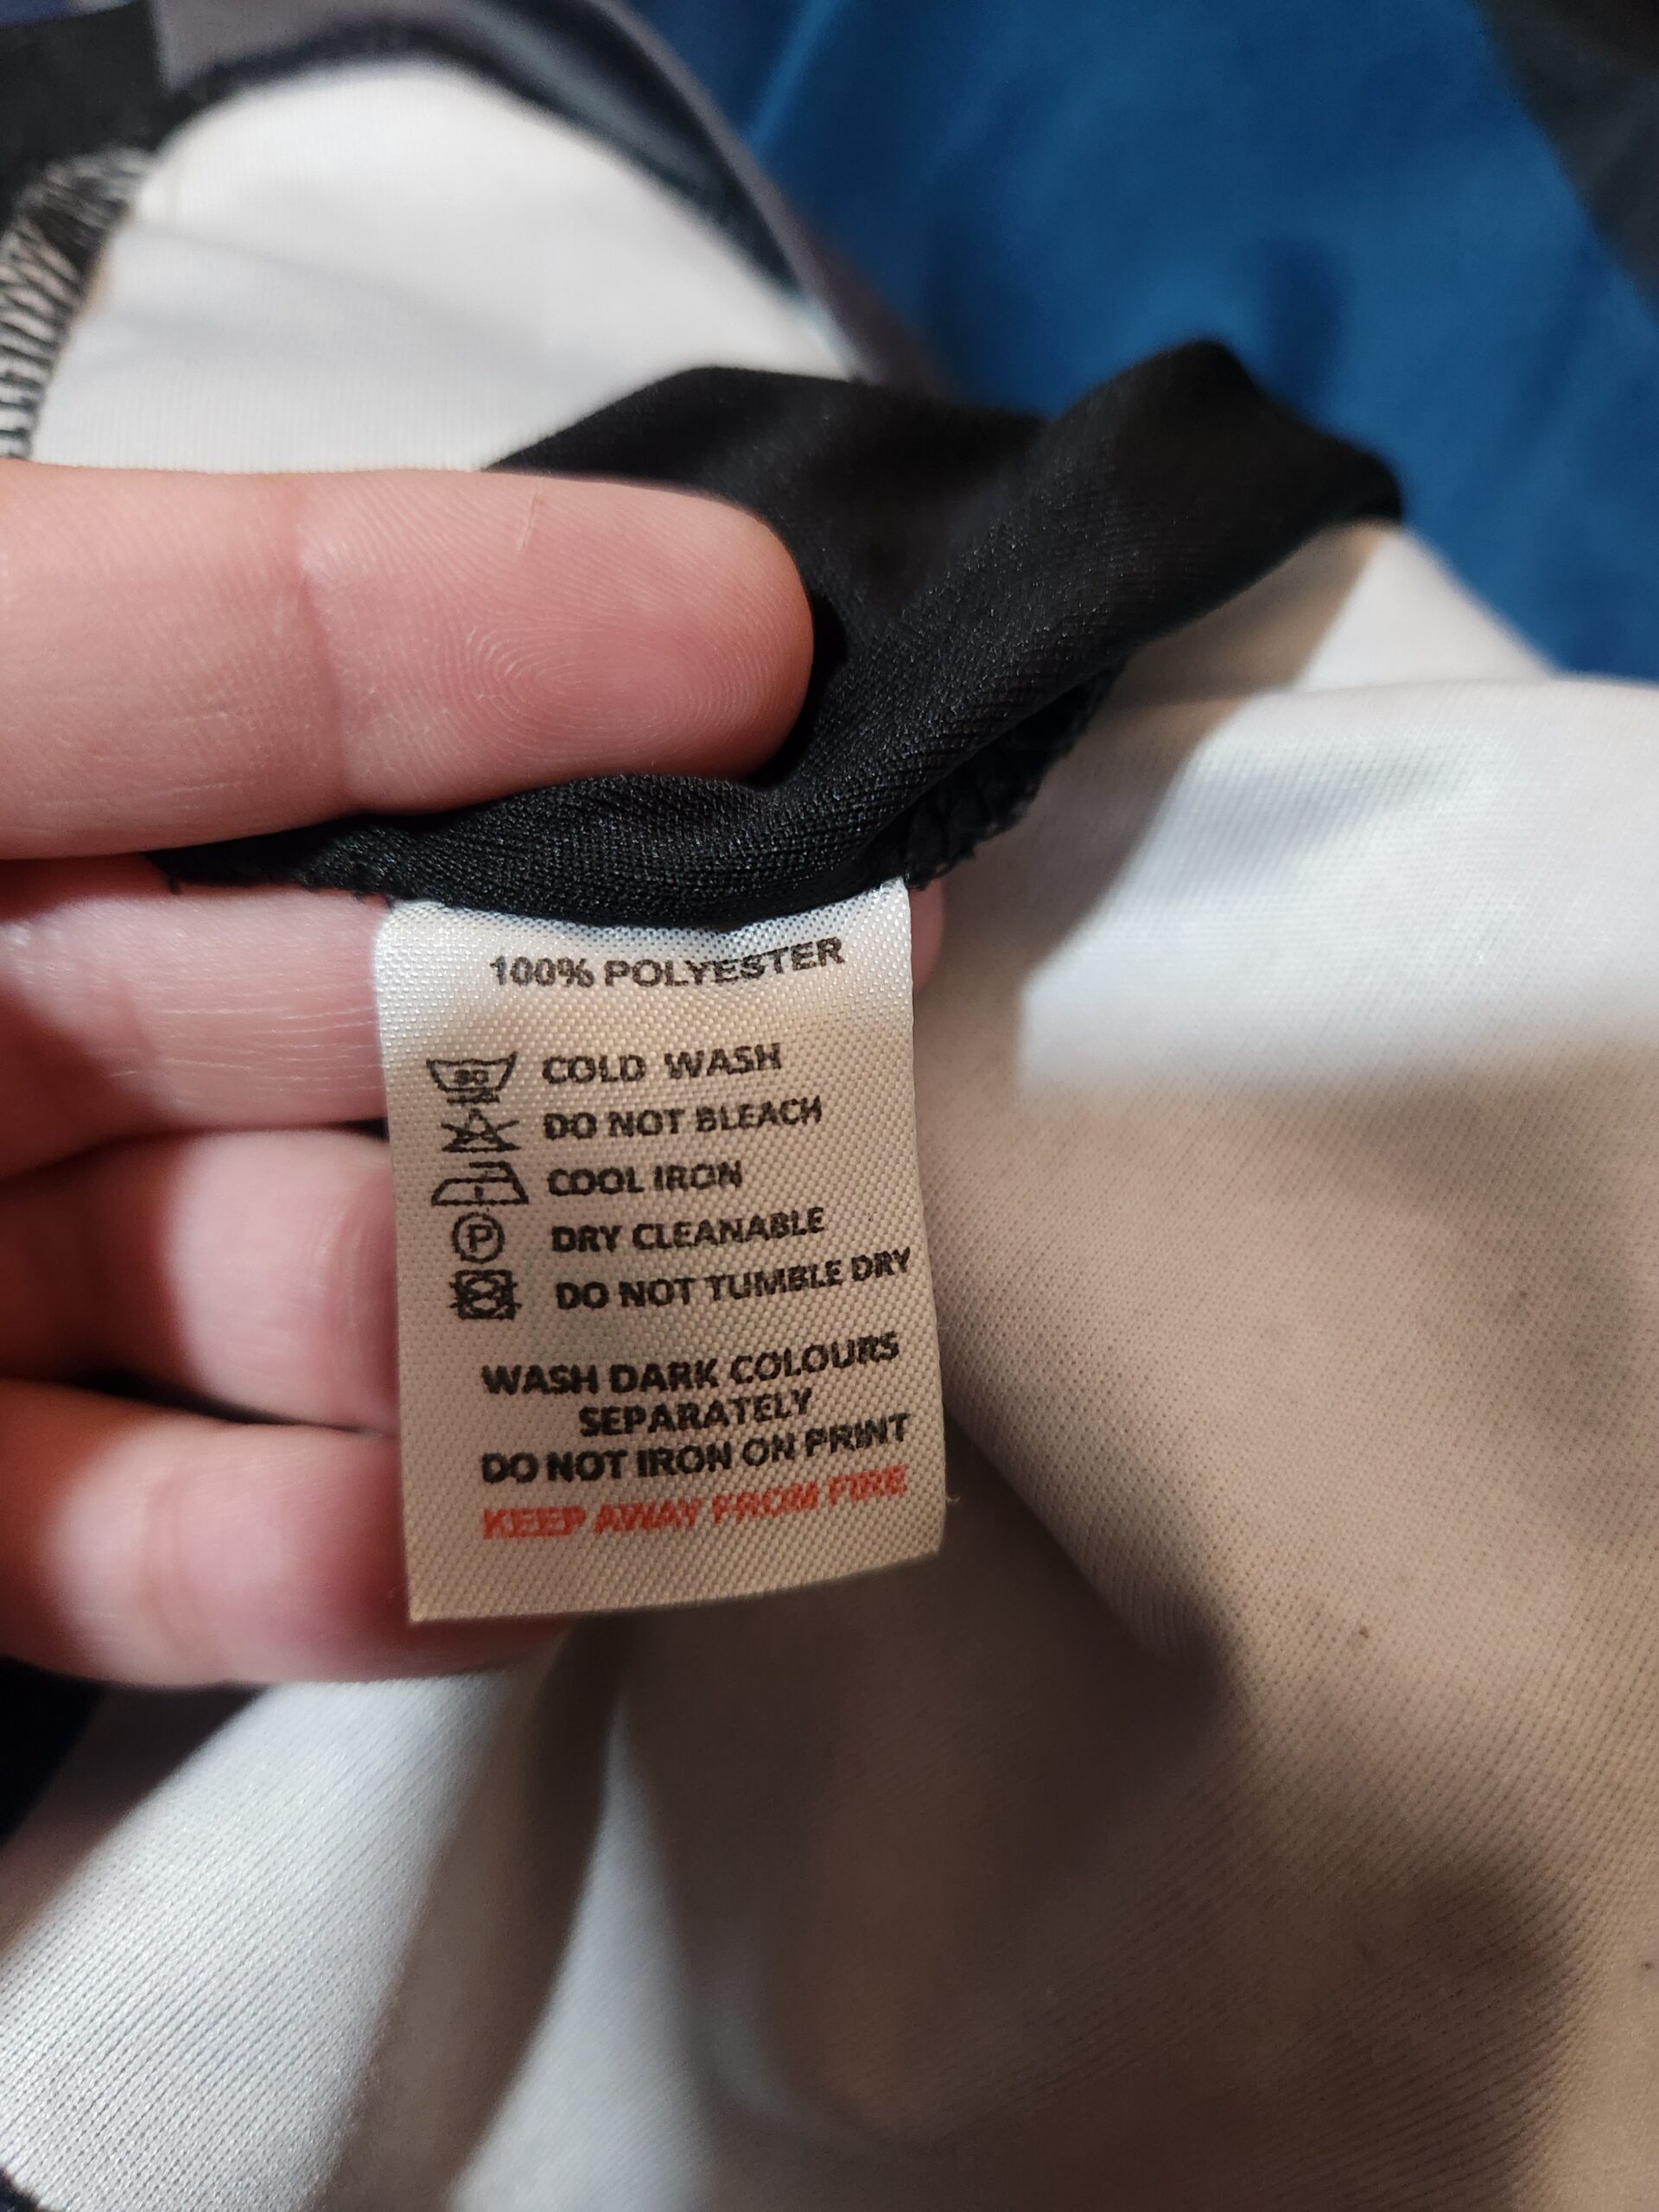 100% POLYESTER
30 COLD WASH
DO NOT BLEACH
COOL IRON
P DRY CLEANABLE
DO NOT TUMBLE DRY
WASH DARK COLOURS
SEPARATELY
DO NOT IRON ON PRINT
KEEP AWAY FROM FIRE